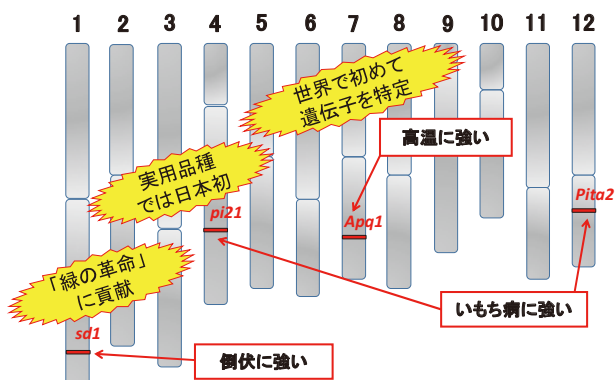 1 2 3 4 5 6 7 8 9 10 11 12
世界で初めて
遺伝子を特定
高温に強い
実用品種
では日本初
pi21
Apq1
Pita2
「緑の革命」
に貢献
いもち病に強い
sd1
倒伏に強い